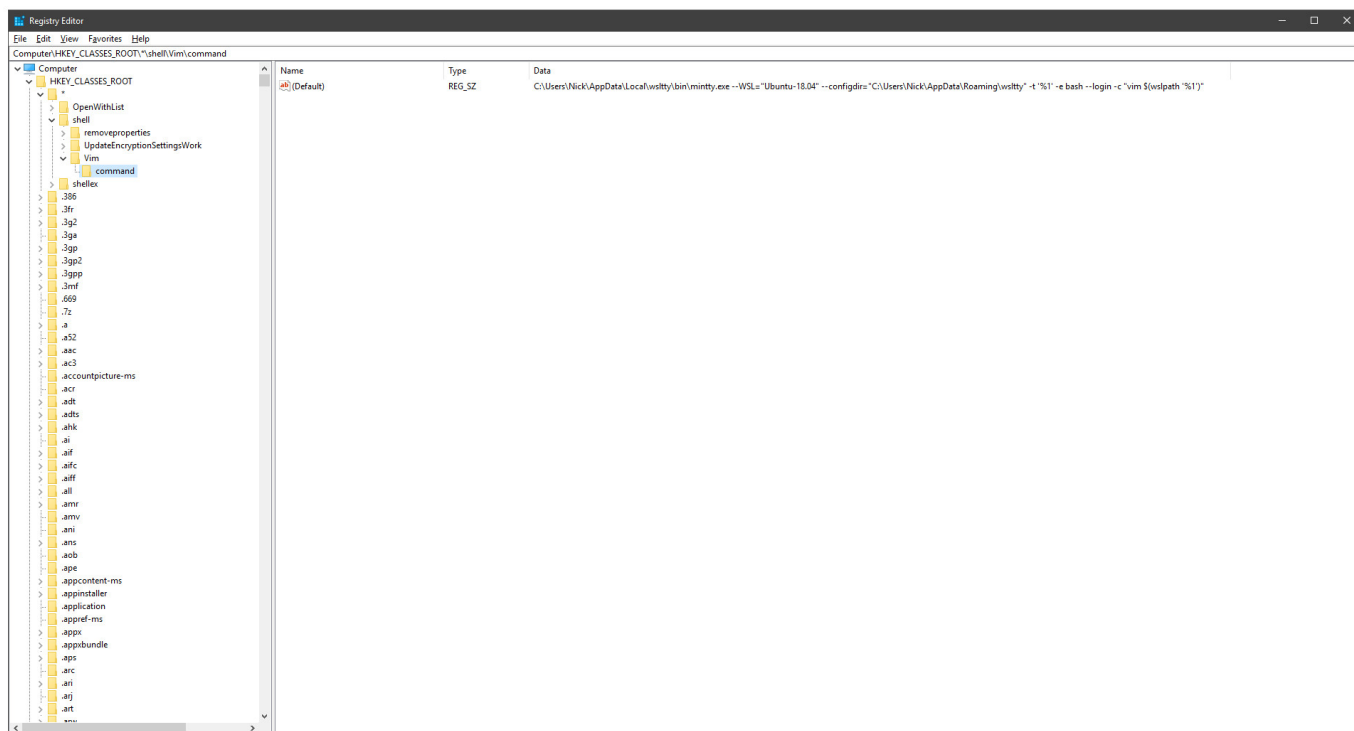 Registry Editor
File Edit View Favorites Help
Computer\HKEY_CLASSES_ROOT\*\shell\Vim\command
Computer
HKEY_CLASSES_ROOT
*
OpenWithList
shell
removeproperties
UpdateEncryptionSettingsWork
Vim
command
shellex
.386
.3fr
.3g2
.3ga
.3gp
.3gp2
.3gpp
.3mf
.669
.7z
.a
.a52
.aac
.ac3
.accountpicture-ms
.acr
.adt
.adts
.ahk
.ai
.aif
.aifc
.aiff
.all
.amr
.amv
.ani
.ans
.aob
.ape
.appcontent-ms
.appinstaller
.application
.appref-ms
.appx
.appxbundle
.aps
.arc
.ari
.arj
.art
Name Type Data
ab (Default) REG_SZ C:\Users\Nick\AppData\Local\wsltty\bin\mintty.exe --WSL="Ubuntu-18.04" --configdir="C:\Users\Nick\AppData\Roaming\wsltty" -t '%1' -e bash --login -c "vim $(wslpath '%1')"